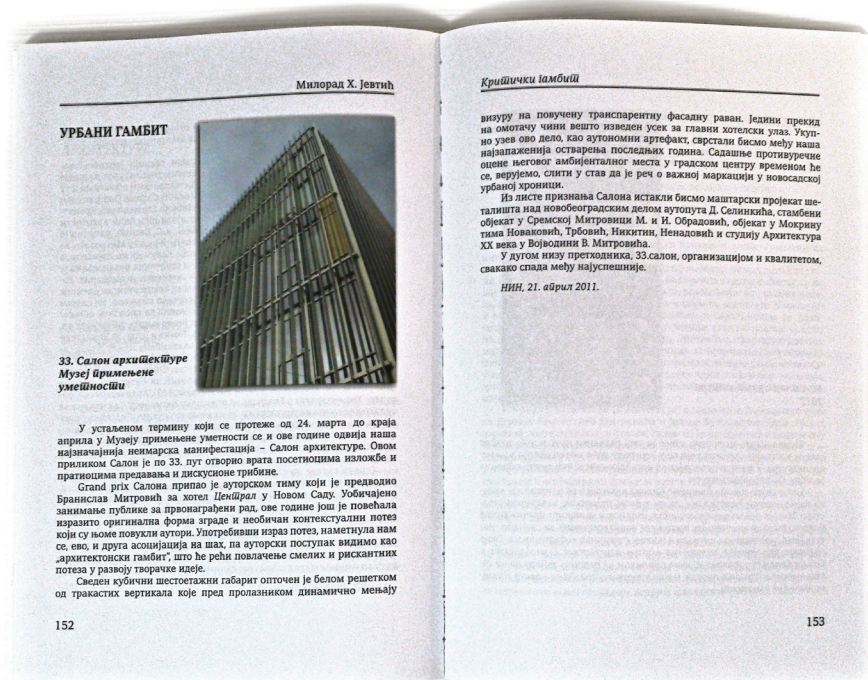 Милорад Х. Јевтић
УРБАНИ ГАМБИТ
33. Салон архитектуре
Музеј примењене
уметности
У устаљеном термину који се протеже од 24. марта до краја
априла у Музеју примењене уметности се и ове године одвија наша
најзначајнија неимарска манифестација – Салон архитектуре. Овом
приликом Салон је по 33. пут отворио врата посетиоцима изложбе и
пратиоцима предавања и дискусионе трибине.
Grand prix Салона припао је ауторском тиму који је предводио
Бранислав Митровић за хотел Централ у Новом Саду. Уобичајено
занимање публике за првонаграђени рад, ове године још је повећала
изразито оригинална форма зграде и необичан контекстуални потез
који су њоме повукли аутори. Употребивши израз потез, наметнула нам
се, ево, и друга асоцијација на шах, па ауторски поступак видимо као
„архитектонски гамбит“, што ће рећи повлачење смелих и рискантних
потеза у развоју творачке идеје.
Сведен кубични шестоетажни габарит опточен је белом решетком
од тракастих вертикала које пред пролазником динамично мењају
152
Критички гамбит
визуру на повучену транспарентну фасадну раван. Једини прекид
на омотачу чини вешто изведен усек за главни хотелски улаз. Укуп-
но узев ово дело, као аутономни артефакт, сврстали бисмо међу наша
најзапаженија остварења последњих година. Садашње противуречне
оцене његовог амбијенталног места у градском центру временом ће
се, верујемо, слити у став да је реч о важној маркацији у новосадској
урбаној хроници.
Из листе признања Салона истакли бисмо маштарски пројекат ше-
талишта над новобеоградским делом аутопута Д. Селинкића, стамбени
објекат у Сремској Митровици М. и И. Обрадовић, објекат у Мокрину
тима Новаковић, Трбовић, Никитин, Ненадовић и студију Архитектура
XX века у Војводини В. Митровића.
У дугом низу претходника, 33.салон, организацијом и квалитетом,
свакако спада међу најуспешније.
НИН, 21. април 2011.
153